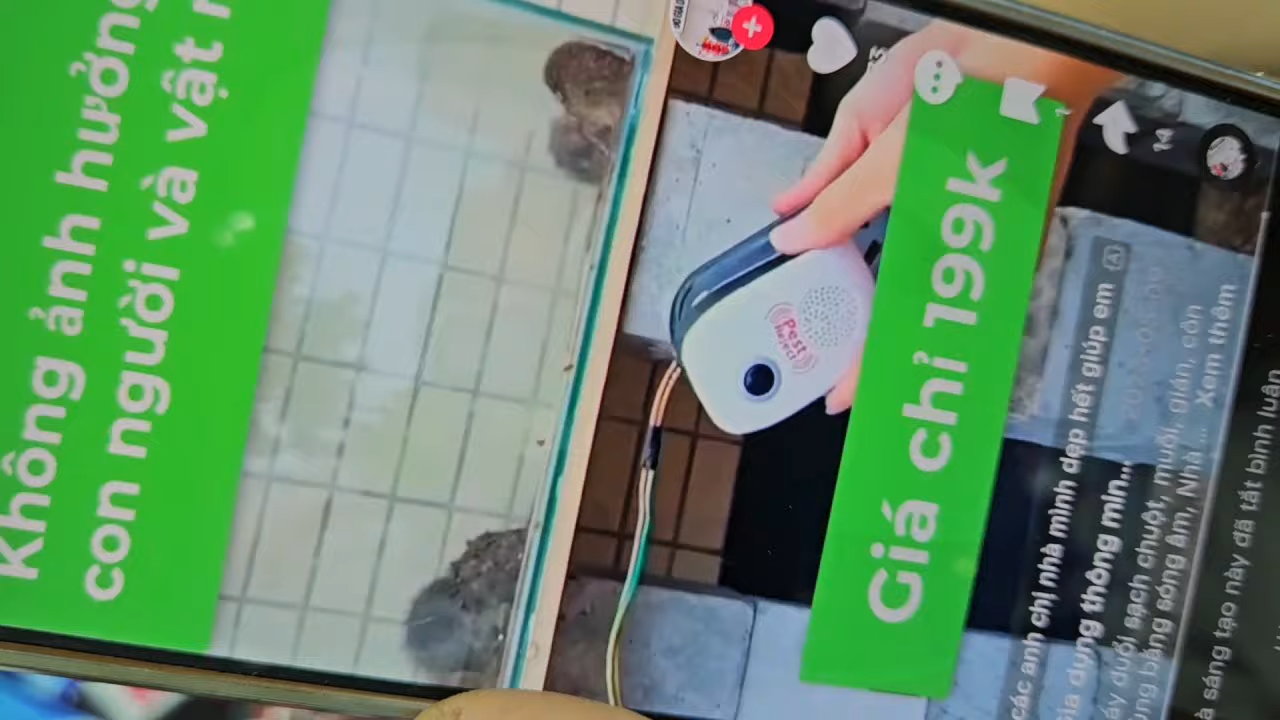 Không ảnh hưởng
con người và vật
Pest
Reject
Giá chỉ 199k
14
các anh chị nhà mình dẹp hết giúp em
dụng thông min...
đuổi sạch chuột, muỗi, gián, côn
bằng sóng âm, Nhà ... Xem thêm
sáng tạo này đã tắt bình luận